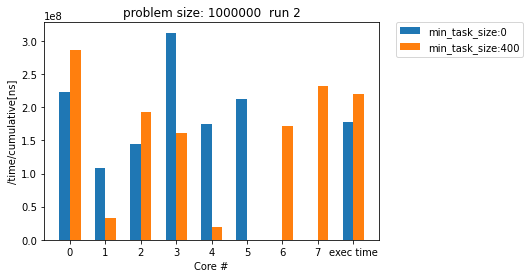 problem size: 1000000  run 2
1e8
min_task_size:0
min_task_size:400
3.0
2.5
2.0
1.5
1.0
0.5
0.0
/time/cumulative[ns]
0 1 2 3 4 5 6 7 exec time
Core #